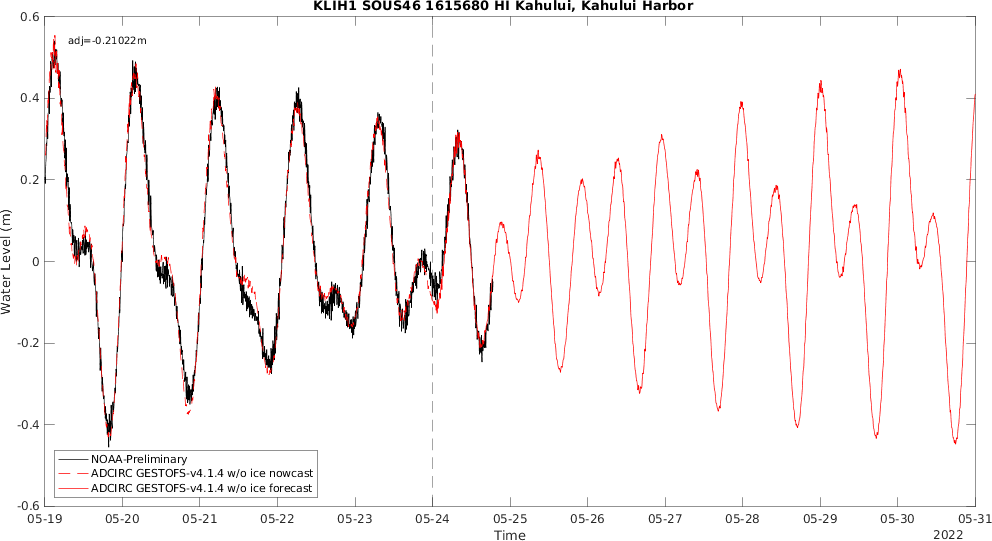 KLIH1 SOUS46 1615680 HI Kahului, Kahului Harbor
adj=-0.21022m
0.6
0.4
0.2
0
-0.2
-0.4
-0.6
Water Level (m)
NOAA-Preliminary
ADCIRC GESTOFS-v4.1.4 w/o ice nowcast
ADCIRC GESTOFS-v4.1.4 w/o ice forecast
05-19 05-20 05-21 05-22 05-23 05-24 05-25 05-26 05-27 05-28 05-29 05-30 05-31
Time
2022